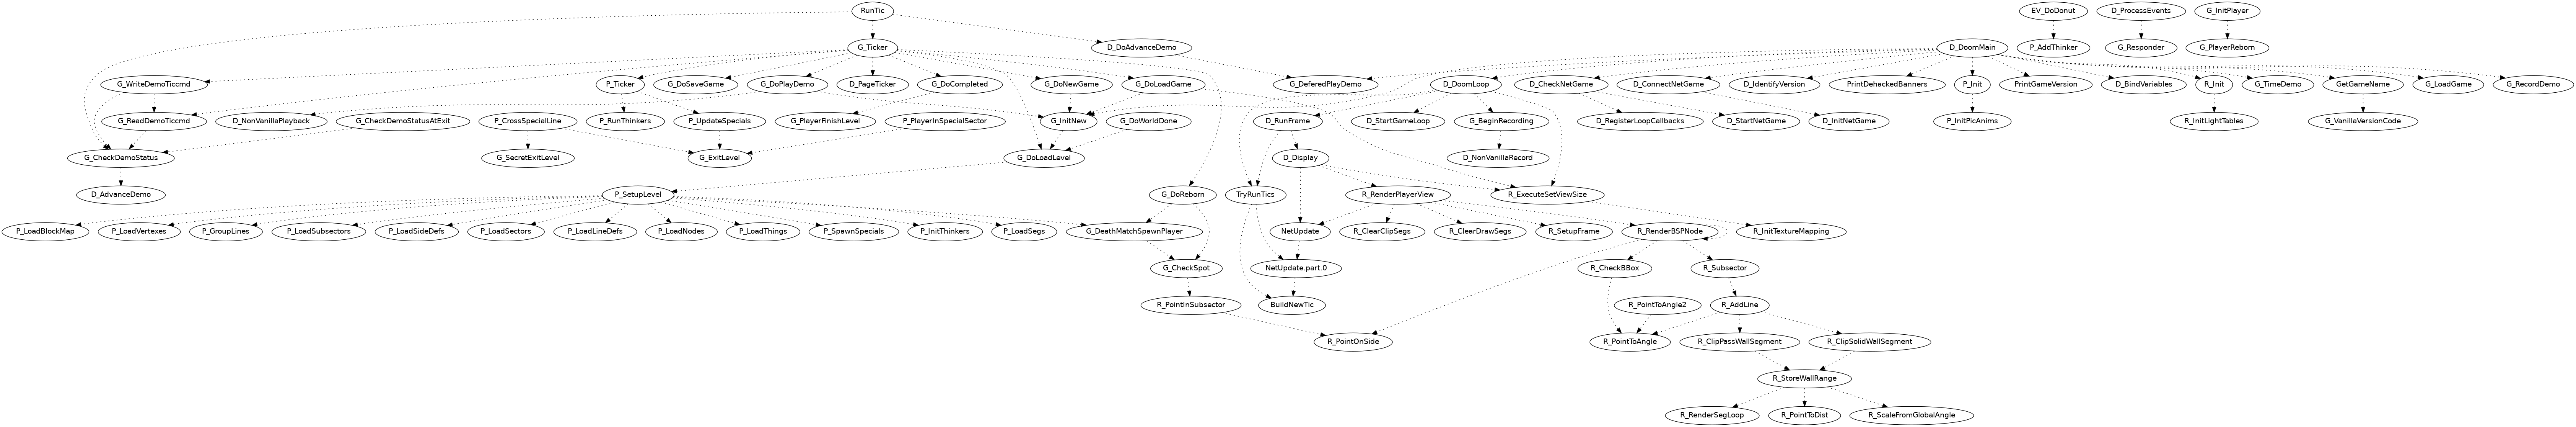 RunTic
EV_DoDonut
D_ProcessEvents
G_InitPlayer
G_Ticker
D_DoAdvanceDemo
D_DoomMain
P_AddThinker
G_Responder
G_PlayerReborn
G_WriteDemoTiccmd
P_Ticker
G_DoSaveGame
G_DoPlayDemo
D_PageTicker
G_DoCompleted
G_DoNewGame
G_DoLoadGame
G_DeferedPlayDemo
D_DoomLoop
D_CheckNetGame
D_ConnectNetGame
D_IdentifyVersion
PrintDehackedBanners
P_Init
PrintGameVersion
D_BindVariables
R_Init
G_TimeDemo
GetGameName
G_LoadGame
G_RecordDemo
G_ReadDemoTiccmd
D_NonVanillaPlayback
G_CheckDemoStatusAtExit
P_CrossSpecialLine
P_RunThinkers
P_UpdateSpecials
G_PlayerFinishLevel
P_PlayerInSpecialSector
G_InitNew
G_DoWorldDone
D_RunFrame
D_StartGameLoop
G_BeginRecording
D_RegisterLoopCallbacks
D_StartNetGame
D_InitNetGame
P_InitPicAnims
R_InitLightTables
G_VanillaVersionCode
G_CheckDemoStatus
G_SecretExitLevel
G_ExitLevel
G_DoLoadLevel
D_Display
D_NonVanillaRecord
D_AdvanceDemo
P_SetupLevel
G_DoReborn
TryRunTics
R_RenderPlayerView
R_ExecuteSetViewSize
P_LoadBlockMap
P_LoadVertexes
P_GroupLines
P_LoadSubsectors
P_LoadSideDefs
P_LoadSectors
P_LoadLineDefs
P_LoadNodes
P_LoadThings
P_SpawnSpecials
P_InitThinkers
P_LoadSegs
G_DeathMatchSpawnPlayer
NetUpdate
R_ClearClipSegs
R_ClearDrawSegs
R_SetupFrame
R_RenderBSPNode
R_InitTextureMapping
G_CheckSpot
NetUpdate.part.0
R_CheckBBox
R_Subsector
R_PointInSubsector
BuildNewTic
R_PointToAngle2
R_AddLine
R_PointOnSide
R_PointToAngle
R_ClipPassWallSegment
R_ClipSolidWallSegment
R_StoreWallRange
R_RenderSegLoop
R_PointToDist
R_ScaleFromGlobalAngle